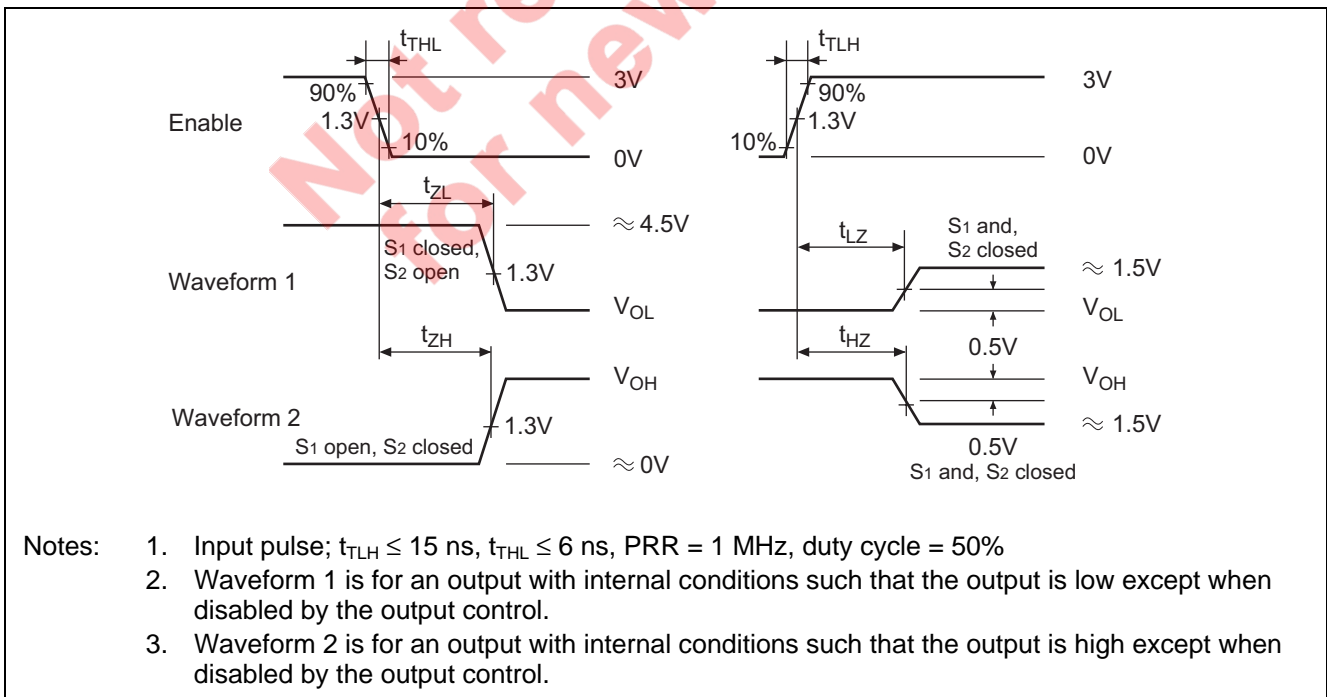 Not re
for new
tTHL
tTLH
3V
3V
90%
90%
Enable
1.3V
1.3V
10%
10%
0V
0V
tZL
≈ 4.5V
tLZ
S1 and,
S2 closed
S1 closed,
S2 open
≈ 1.5V
Waveform 1
1.3V
VOL
VOL
tZH
tHZ
0.5V
VOH
VOH
Waveform 2
1.3V
≈ 1.5V
S1 open, S2 closed
0.5V
≈ 0V
S1 and, S2 closed
Notes: 1. Input pulse; tTLH ≤ 15 ns, tTHL ≤ 6 ns, PRR = 1 MHz, duty cycle = 50%
2. Waveform 1 is for an output with internal conditions such that the output is low except when
disabled by the output control.
3. Waveform 2 is for an output with internal conditions such that the output is high except when
disabled by the output control.